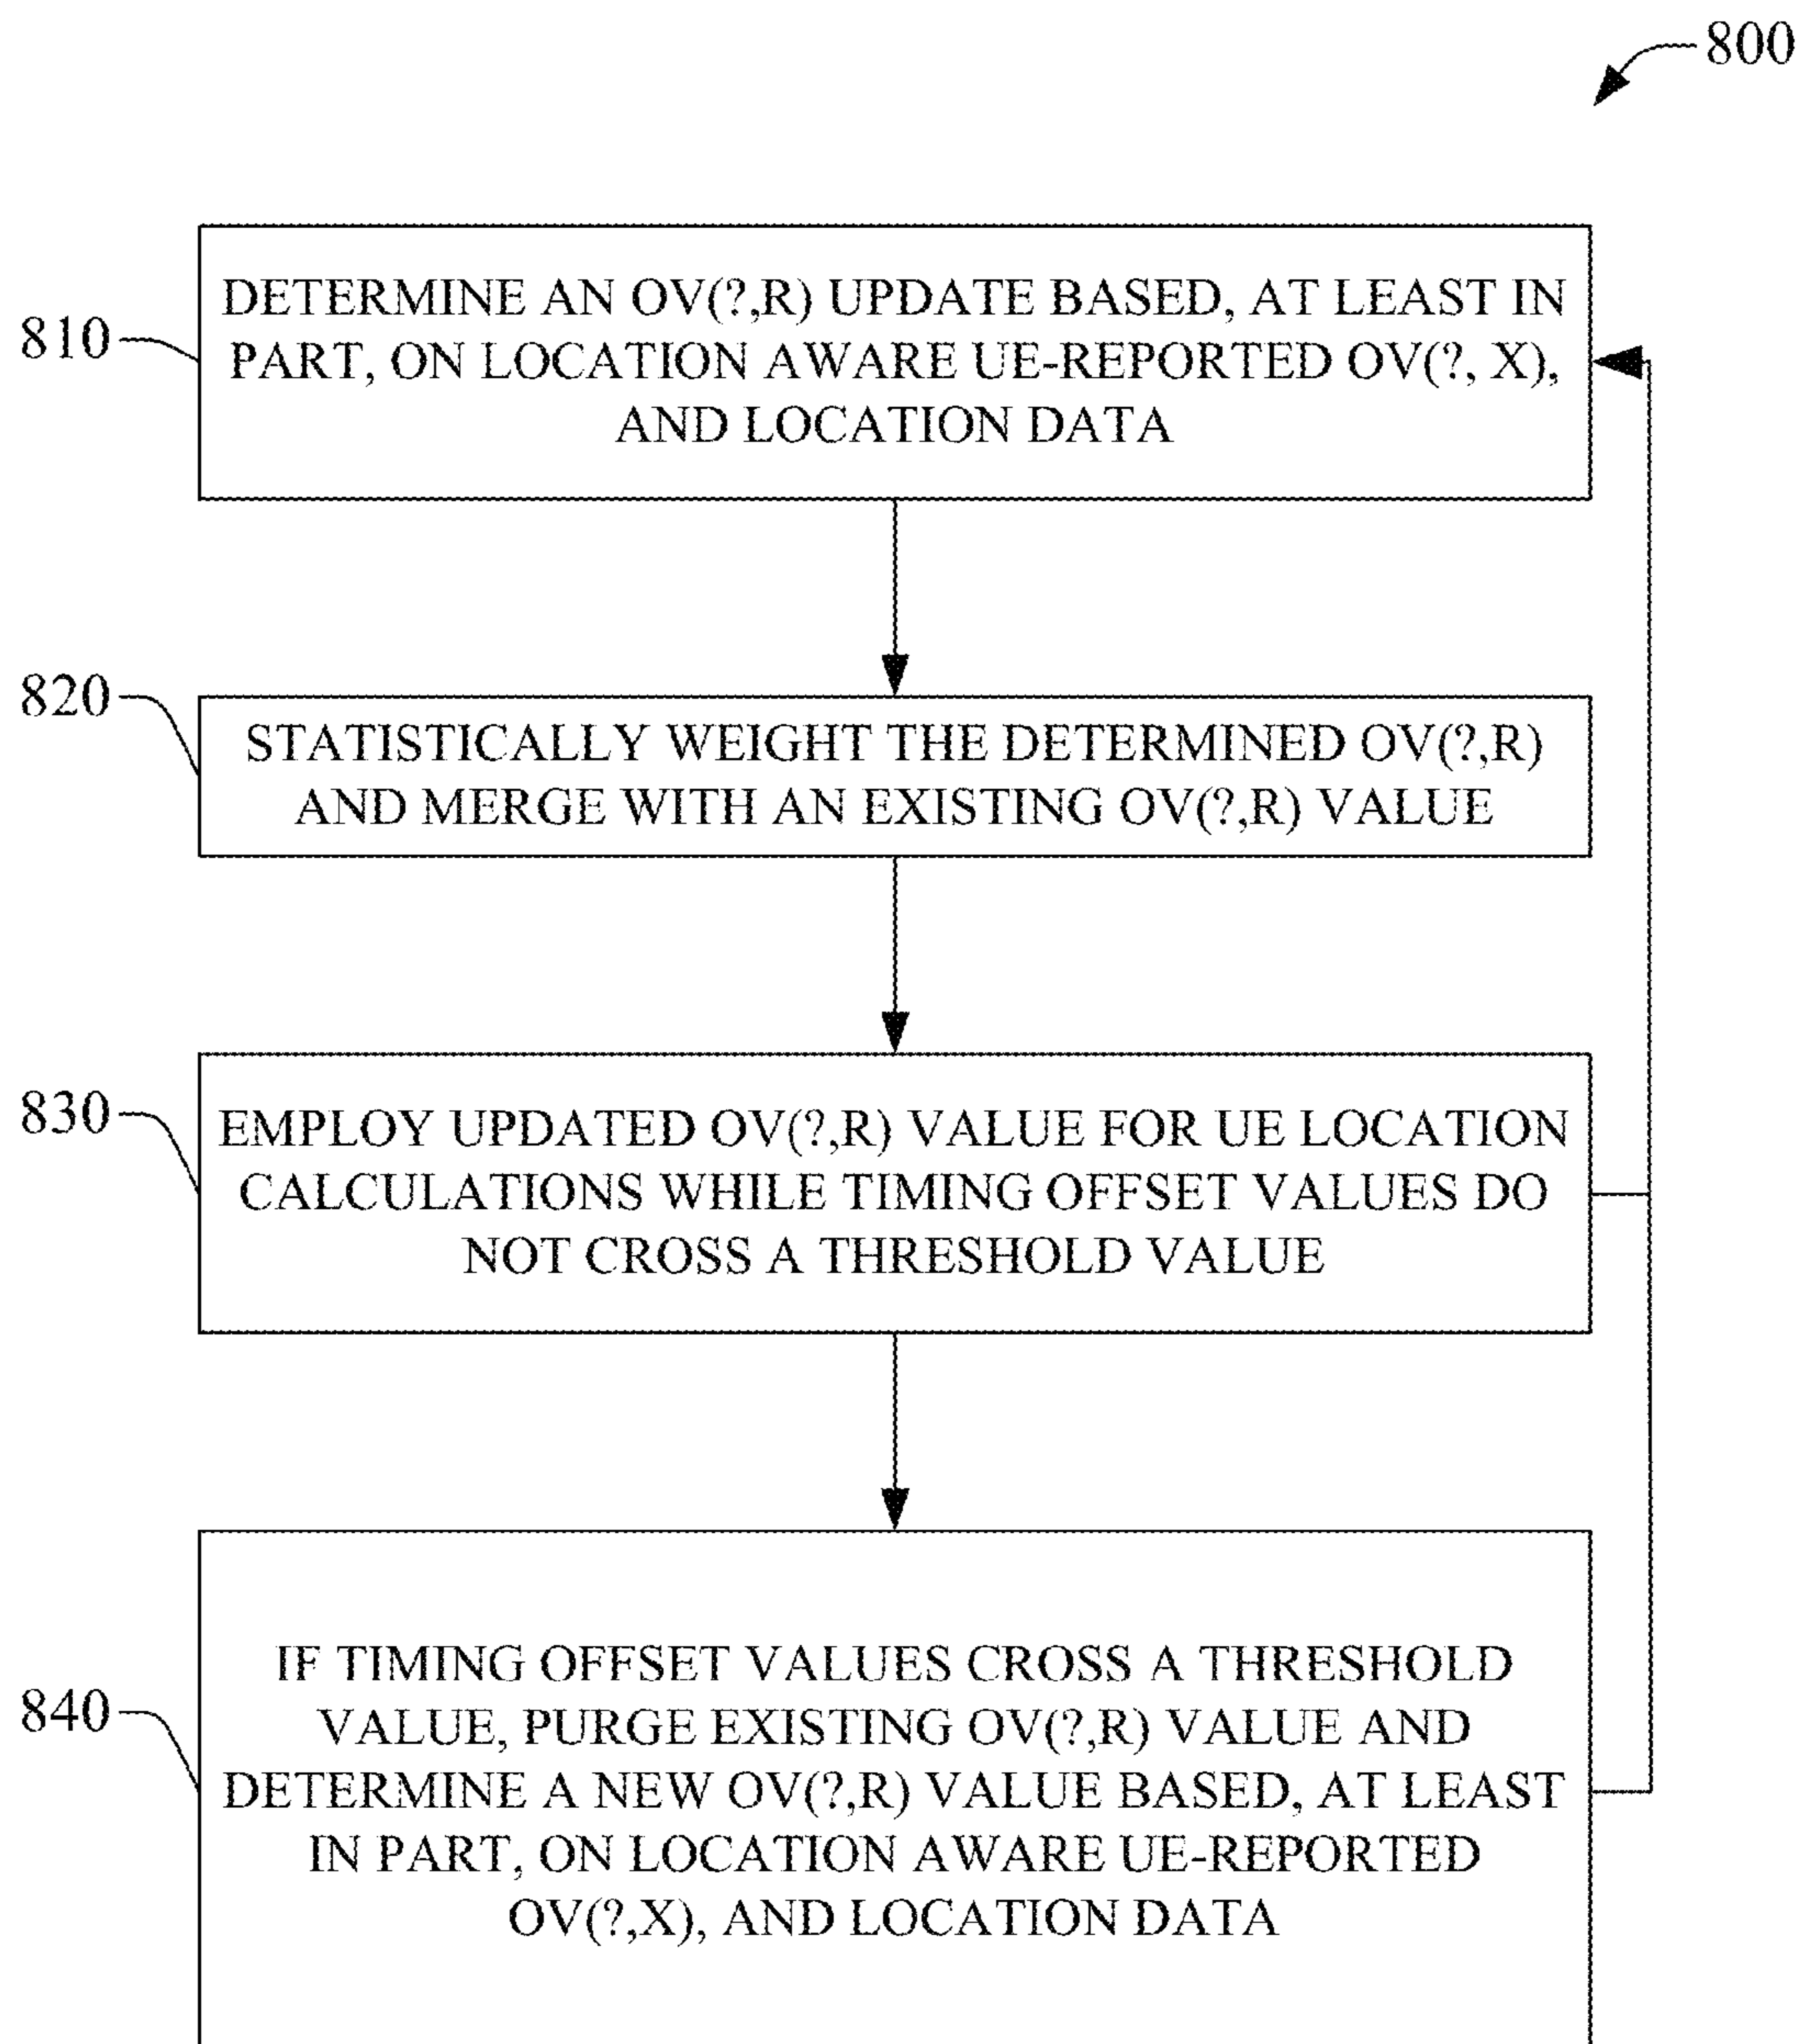 800
810
DETERMINE AN OV(?,R) UPDATE BASED, AT LEAST IN
PART, ON LOCATION AWARE UE-REPORTED OV(?, X),
AND LOCATION DATA
820
STATISTICALLY WEIGHT THE DETERMINED OV(?,R)
AND MERGE WITH AN EXISTING OV(?,R) VALUE
830
EMPLOY UPDATED OV(?,R) VALUE FOR UE LOCATION
CALCULATIONS WHILE TIMING OFFSET VALUES DO
NOT CROSS A THRESHOLD VALUE
840
IF TIMING OFFSET VALUES CROSS A THRESHOLD
VALUE, PURGE EXISTING OV(?,R) VALUE AND
DETERMINE A NEW OV(?,R) VALUE BASED, AT LEAST
IN PART, ON LOCATION AWARE UE-REPORTED
OV(?,X), AND LOCATION DATA